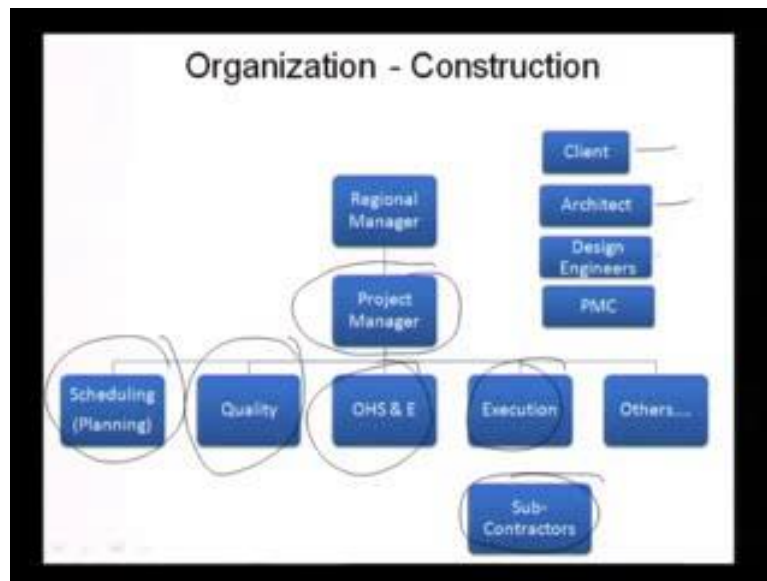 Organization - Construction
Client
Regional
Manager
Architect
Design
Engineers
Project
Manager
PMC
Scheduling
(Planning)
Quality
OHS & E
Execution
Others....
Sub-
Contractors